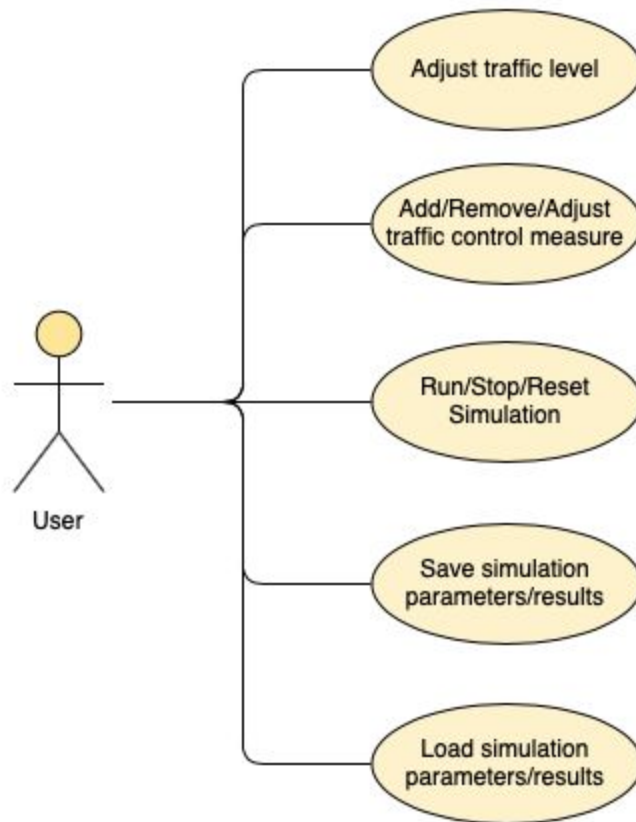 Adjust traffic level
Add/Remove/Adjust
traffic control measure
Run/Stop/Reset
Simulation
User
Save simulation
parameters/results
Load simulation
parameters/results